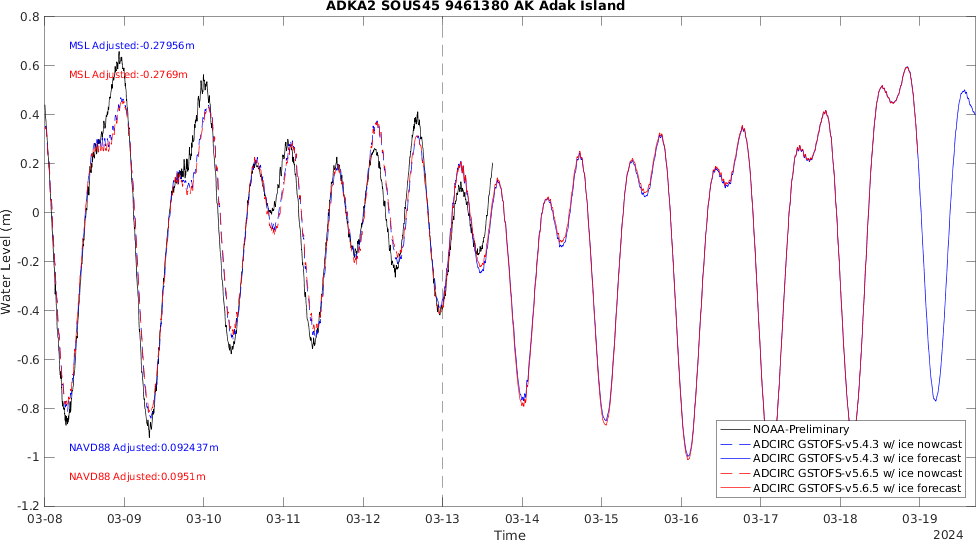 ADKA2 SOUS45 9461380 AK Adak Island
0.8
0.6
0.4
0.2
0
-0.2
-0.4
-0.6
-0.8
-1
-1.2
Water Level (m)
MSL Adjusted:-0.27956m
MSL Adjusted:-0.2769m
NAVD88 Adjusted:0.092437m
NAVD88 Adjusted:0.0951m
NOAA-Preliminary
ADCIRC GSTOFS-v5.4.3 w/ ice nowcast
ADCIRC GSTOFS-v5.4.3 w/ ice forecast
ADCIRC GSTOFS-v5.6.5 w/ ice nowcast
ADCIRC GSTOFS-v5.6.5 w/ ice forecast
03-08 03-09 03-10 03-11 03-12 03-13 03-14 03-15 03-16 03-17 03-18 03-19
Time
2024